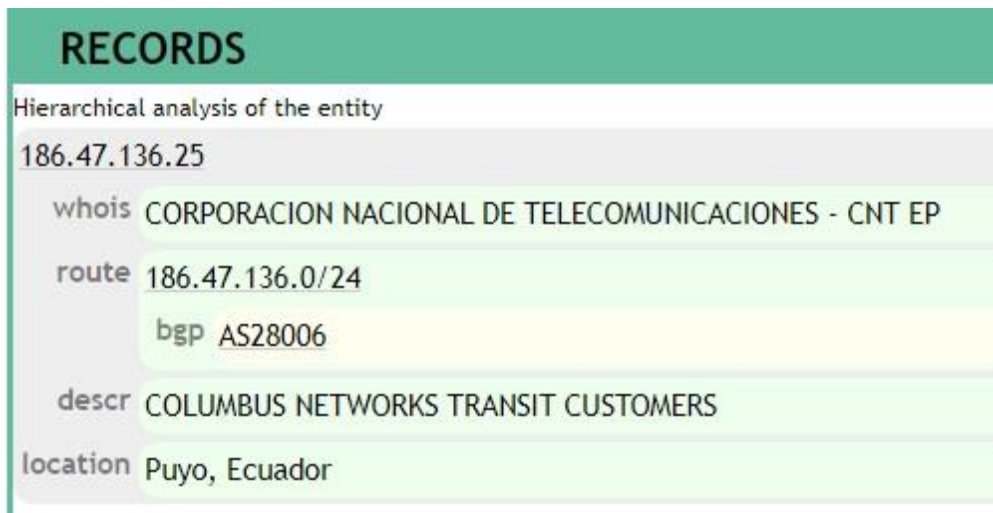 RECORDS
Hierarchical analysis of the entity
186.47.136.25
whois CORPORACION NACIONAL DE TELECOMUNICACIONES - CNT EP
route 186.47.136.0/24
bgp AS28006
descr COLUMBUS NETWORKS TRANSIT CUSTOMERS
location Puyo, Ecuador